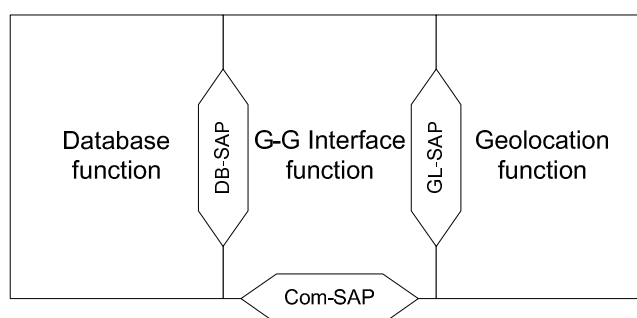 Database
function
DB-SAP
G-G Interface
function
GL-SAP
Geolocation
function
Com-SAP